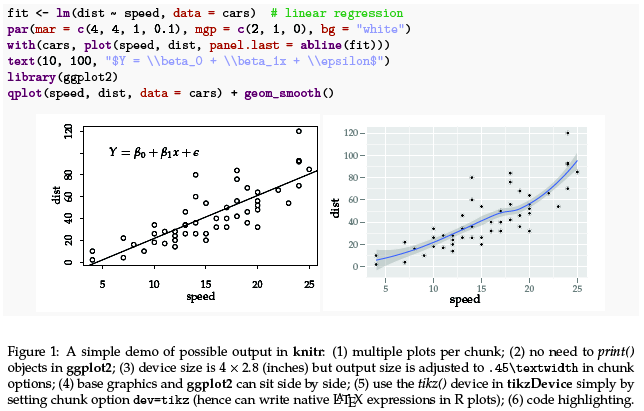 fit <- lm(dist ~ speed, data = cars)  # linear regression
par(mar = c(4, 4, 1, 0.1), mgp = c(2, 1, 0), bg = "white")
with(cars, plot(speed, dist, panel.last = abline(fit)))
text(10, 100, "$Y = \\beta_0 + \\beta_1x + \\epsilon$")
library(ggplot2)
qplot(speed, dist, data = cars) + geom_smooth()
Y = β0 + β1x + ϵ
dist
0 20 40 60 80 120
5 10 15 20 25
speed
dist
120
100
80
60
40
20
0
5 10 15 20 25
speed
Figure 1: A simple demo of possible output in knitr: (1) multiple plots per chunk; (2) no need to print()
objects in ggplot2; (3) device size is 4 × 2.8 (inches) but output size is adjusted to .45\textwidth in chunk
options; (4) base graphics and ggplot2 can sit side by side; (5) use the tikz() device in tikzDevice simply by
setting chunk option dev=tikz (hence can write native LATEX expressions in R plots); (6) code highlighting.